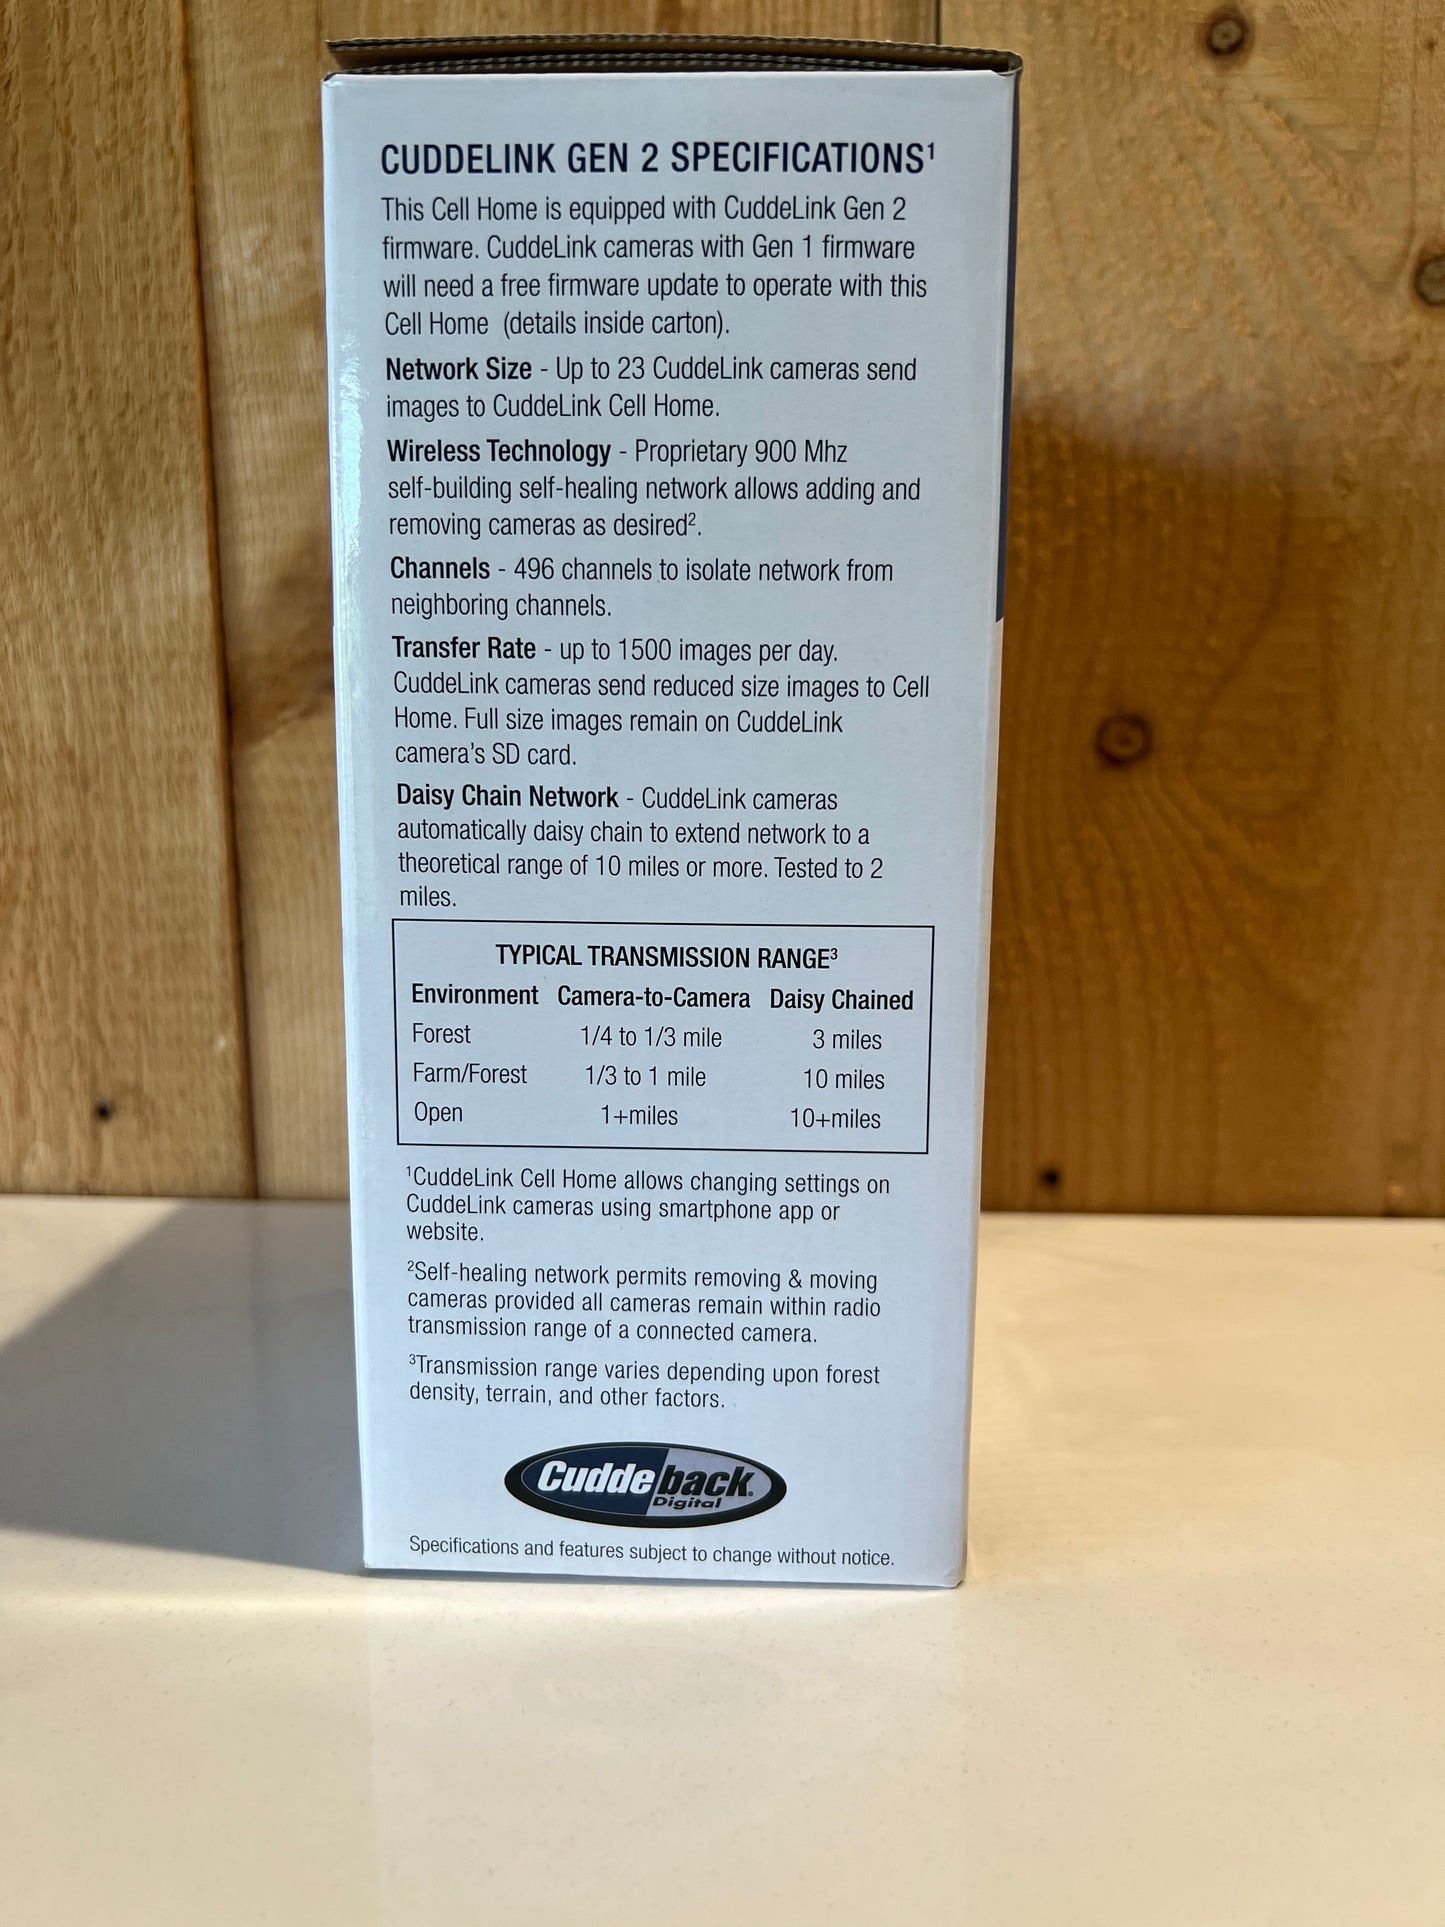 CUDDELINK GEN 2 SPECIFICATIONS¹
This Cell Home is equipped with CuddeLink Gen 2
firmware. CuddeLink cameras with Gen 1 firmware
will need a free firmware update to operate with this
Cell Home (details inside carton).
Network Size - Up to 23 CuddeLink cameras send
images to CuddeLink Cell Home.
Wireless Technology - Proprietary 900 Mhz
self-building self-healing network allows adding and
removing cameras as desired².
Channels - 496 channels to isolate network from
neighboring channels.
Transfer Rate - up to 1500 images per day.
CuddeLink cameras send reduced size images to Cell
Home. Full size images remain on CuddeLink
camera's SD card.
Daisy Chain Network - CuddeLink cameras
automatically daisy chain to extend network to a
theoretical range of 10 miles or more. Tested to 2
miles.
TYPICAL TRANSMISSION RANGE³
Environment Camera-to-Camera Daisy Chained
Forest 1/4 to 1/3 mile 3 miles
Farm/Forest 1/3 to 1 mile 10 miles
Open 1+miles 10+miles
¹CuddeLink Cell Home allows changing settings on
CuddeLink cameras using smartphone app or
website.
²Self-healing network permits removing & moving
cameras provided all cameras remain within radio
transmission range of a connected camera.
³Transmission range varies depending upon forest
density, terrain, and other factors.
Cuddeback®
Digital
Specifications and features subject to change without notice.